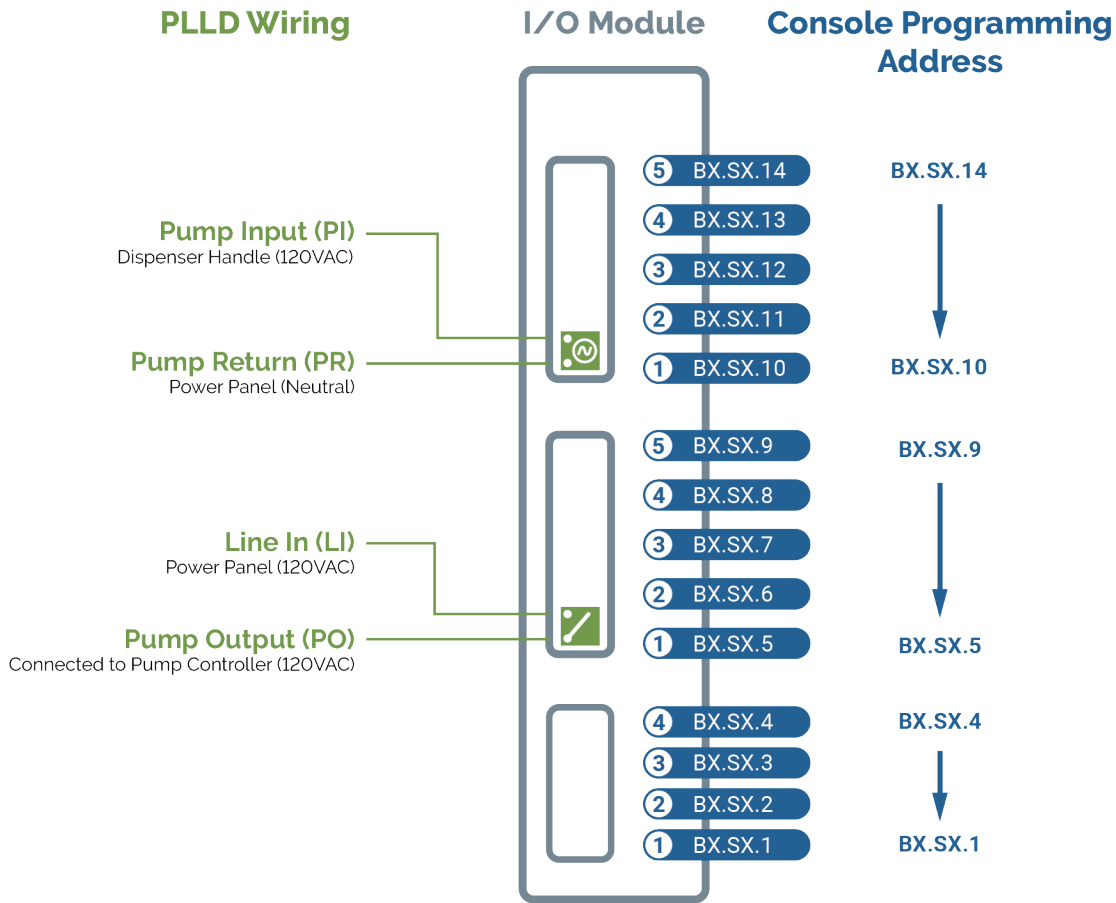 PLLD Wiring
I/O Module
Console Programming
Address
Pump Input (PI)
Dispenser Handle (120VAC)
Pump Return (PR)
Power Panel (Neutral)
5 BX.SX.14
4 BX.SX.13
3 BX.SX.12
2 BX.SX.11
1 BX.SX.10
BX.SX.14
BX.SX.10
Line In (LI)
Power Panel (120VAC)
Pump Output (PO)
Connected to Pump Controller (120VAC)
5 BX.SX.9
4 BX.SX.8
3 BX.SX.7
2 BX.SX.6
1 BX.SX.5
BX.SX.9
BX.SX.5
4 BX.SX.4
3 BX.SX.3
2 BX.SX.2
1 BX.SX.1
BX.SX.4
BX.SX.1